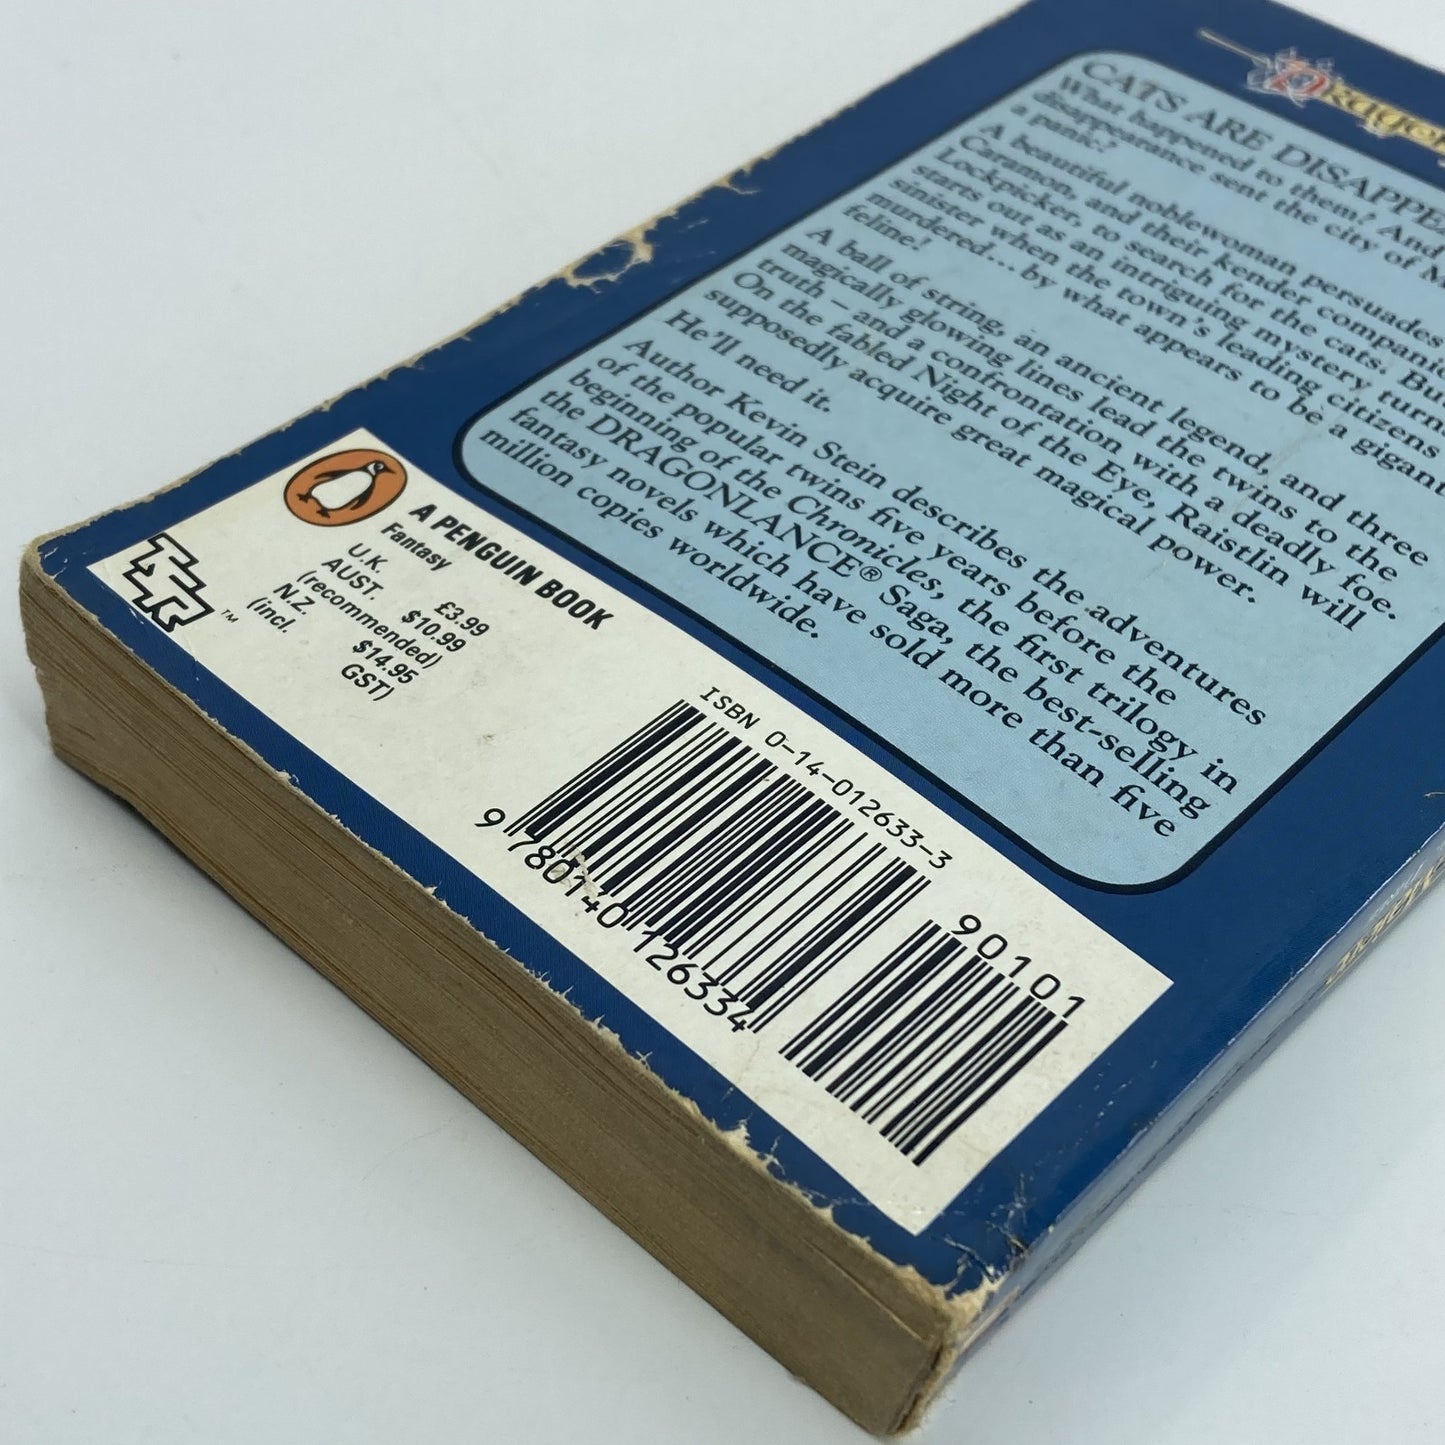 Dragon
CATS ARE DISAPPEA
What happened to them? And
disappearance sent the city of M
a panic?
A beautiful noblewoman persuades
Caramon, and their kender companio
Lockpicker, to search for the cats. But
starts out as an intriguing mystery turn
sinister when the town's leading citizens
murdered... by what appears to be a gigant
feline!
A ball of string, an ancient legend, and three
magically glowing lines lead the twins to the
truth – and a confrontation with a deadly foe.
On the fabled Night of the Eye, Raistlin will
supposedly acquire great magical power.
He'll need it.
Author Kevin Stein describes the adventures
of the popular twins five years before the
beginning of the Chronicles, the first trilogy in
the DRAGONLANCE® Saga, the best-selling
fantasy novels which have sold more than five
million copies worldwide.
A PENGUIN BOOK
Fantasy
U.K. £3.99
AUST. $10.99
(recommended)
N.Z. $14.95
(incl. GST)
TSR™
ISBN 0-14-012633-3
90101
9 780140 126334